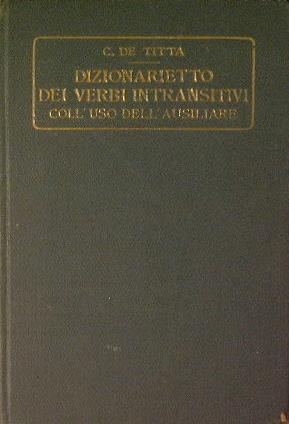 C. DE TITTA
DIZIONARIETTO
DEI VERBI INTRANSITIVI
COLL'USO DELL'AUSILIARE